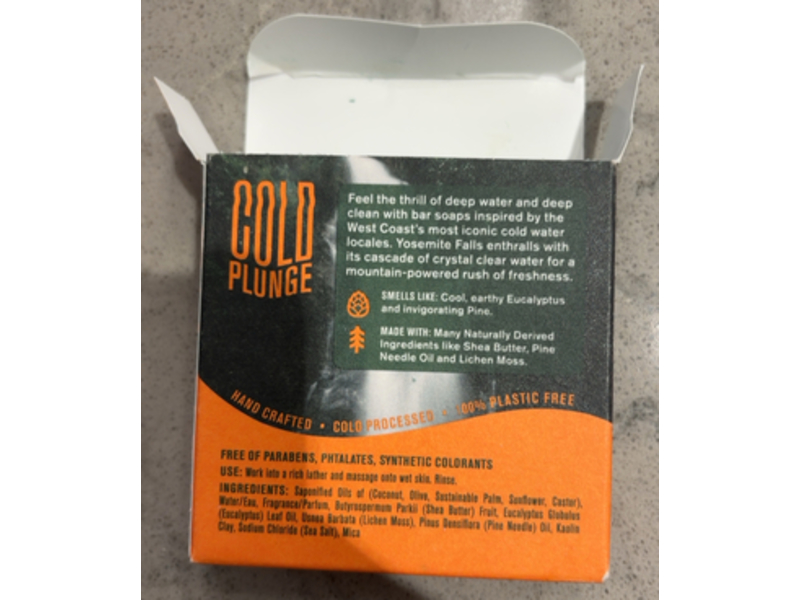 COLD
PLUNGE
Feel the thrill of deep water and deep
clean with bar soaps inspired by the
West Coast's most iconic cold water
locales. Yosemite Falls enthralls with
its cascade of crystal clear water for a
mountain-powered rush of freshness.
SMELLS LIKE: Cool, earthy Eucalyptus
and invigorating Pine.
MADE WITH: Many Naturally Derived
Ingredients like Shea Butter, Pine
Needle Oil and Lichen Moss.
HAND CRAFTED • COLD PROCESSED • 100% PLASTIC FREE
FREE OF PARABENS, PHTALATES, SYNTHETIC COLORANTS
USE: Work into a rich lather and massage onto wet skin. Rinse.
INGREDIENTS: Saponified Oils of (Coconut, Olive, Sustainable Palm, Sunflower, Castor),
Water/Eau, Fragrance/Parfum, Butyrospermum Parkii (Shea Butter) Fruit, Eucalyptus Globulus
(Eucalyptus) Leaf Oil, Usnea Barbata (Lichen Moss), Pinus Densiflora (Pine Needle) Oil, Kaolin
Clay, Sodium Chloride (Sea Salt), Mica